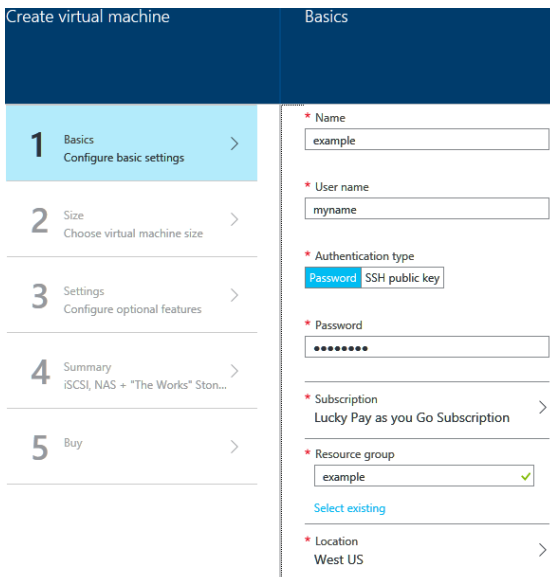 Create virtual machine
Basics
1
Basics
Configure basic settings
2
Size
Choose virtual machine size
3
Settings
Configure optional features
4
Summary
iSCSI, NAS + "The Works" Ston...
5
Buy
* Name
example
* User name
myname
* Authentication type
Password SSH public key
* Password
••••••••
* Subscription
Lucky Pay as you Go Subscription
* Resource group
example
Select existing
* Location
West US